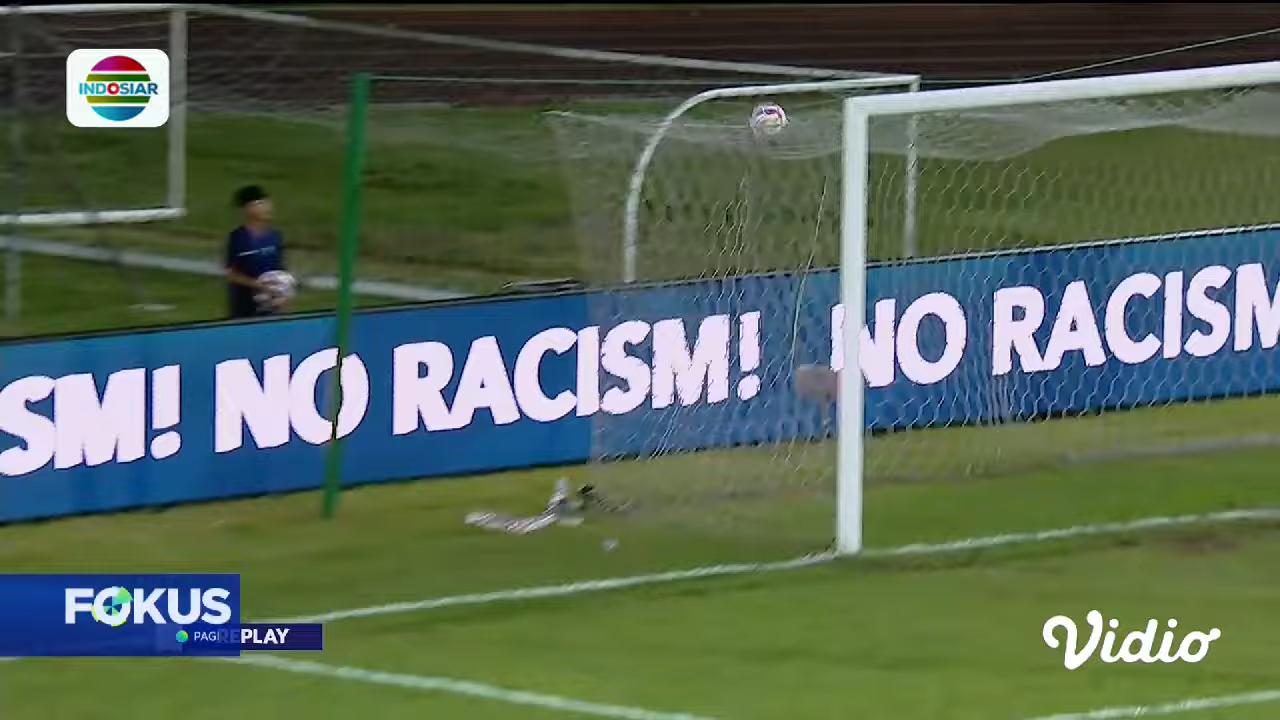 INDOSIAR
SM! NO RACISM! NO RACISM
FOKUS
PAGI REPLAY
Vidio